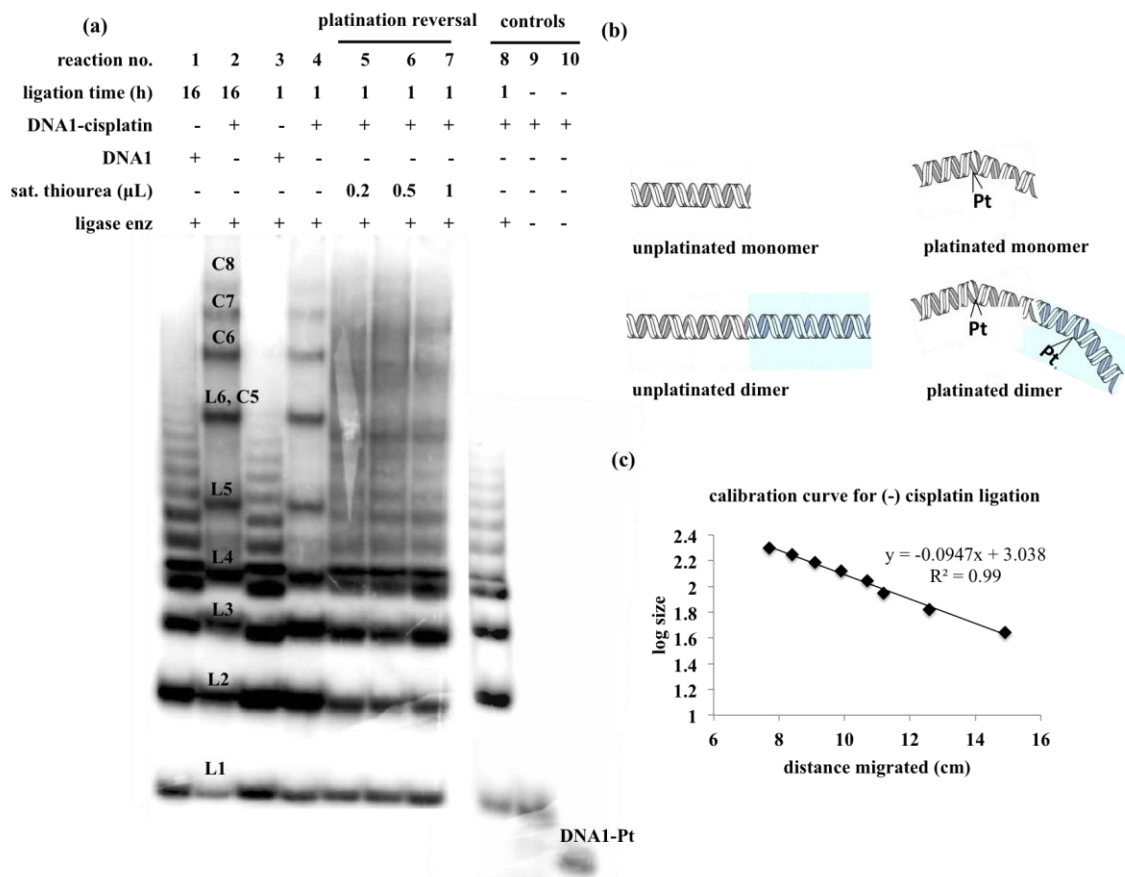 (a)
platination reversal controls
reaction no. 1 2 3 4 5 6 7 8 9 10
ligation time (h) 16 16 1 1 1 1 1 1 - -
DNA1-cisplatin - + - + + + + + + +
DNA1 + - + - - - - - - -
sat. thiourea (µL) - - - - 0.2 0.5 1 - - -
ligase enz + + + + + + + + - -
C8
C7
C6
L6, C5
L5
L4
L3
L2
L1
DNA1-Pt
(b)
Pt
unplatinated monomer platinated monomer
Pt
Pt
unplatinated dimer platinated dimer
(c)
calibration curve for (-) cisplatin ligation
y = -0.0947x + 3.038
R² = 0.99
log size
2.4
2.2
2
1.8
1.6
1.4
1.2
1
6 8 10 12 14 16
distance migrated (cm)